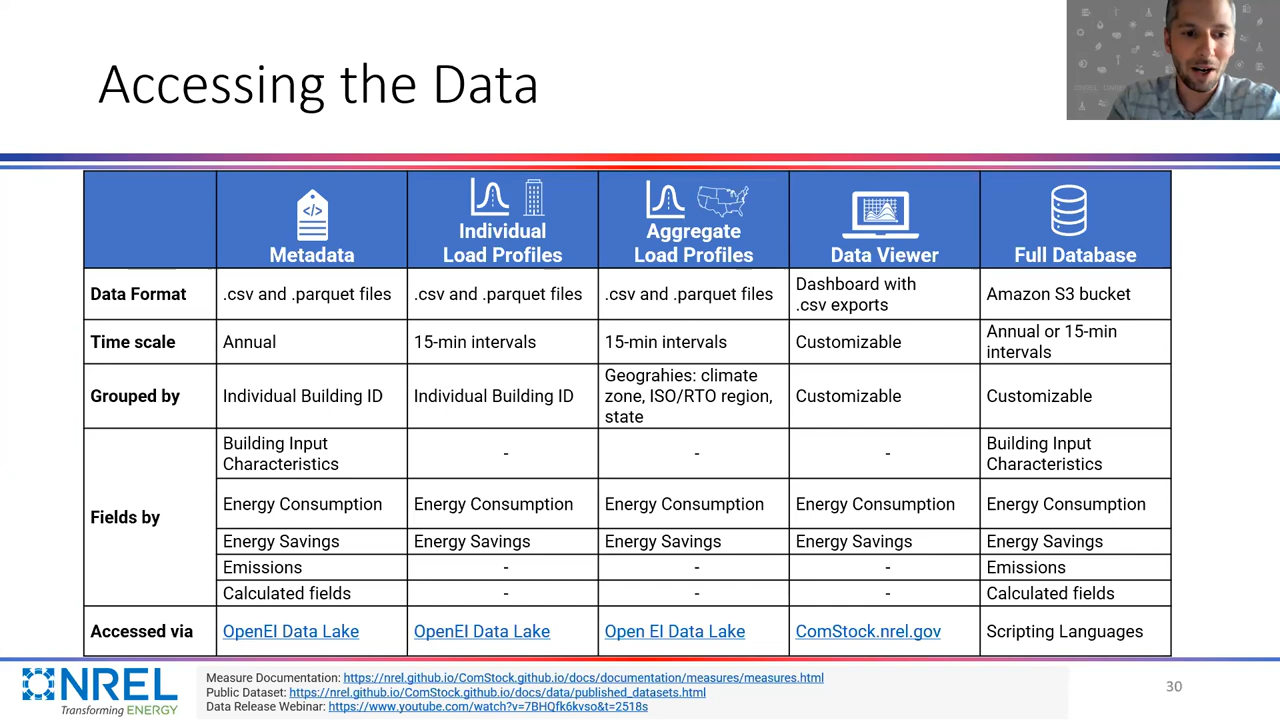 Accessing the Data
Metadata
Individual
Load Profiles
Aggregate
Load Profiles
Data Viewer
Full Database
Data Format
.csv and .parquet files
.csv and .parquet files
.csv and .parquet files
Dashboard with
.csv exports
Amazon S3 bucket
Time scale
Annual
15-min intervals
15-min intervals
Customizable
Annual or 15-min
intervals
Grouped by
Individual Building ID
Individual Building ID
Geograhies: climate
zone, ISO/RTO region,
state
Customizable
Customizable
Fields by
Building Input
Characteristics
-
-
-
Building Input
Characteristics
Energy Consumption
Energy Consumption
Energy Consumption
Energy Consumption
Energy Consumption
Energy Savings
Energy Savings
Energy Savings
Energy Savings
Energy Savings
Emissions
-
-
-
Emissions
Calculated fields
-
-
-
Calculated fields
Accessed via
OpenEI Data Lake
OpenEI Data Lake
Open EI Data Lake
ComStock.nrel.gov
Scripting Languages
NREL
Transforming ENERGY
Measure Documentation: https://nrel.github.io/ComStock.github.io/docs/documentation/measures/measures.html
Public Dataset: https://nrel.github.io/ComStock.github.io/docs/data/published_datasets.html
Data Release Webinar: https://www.youtube.com/watch?v=7BHQfk6kvso&t=2518s
30